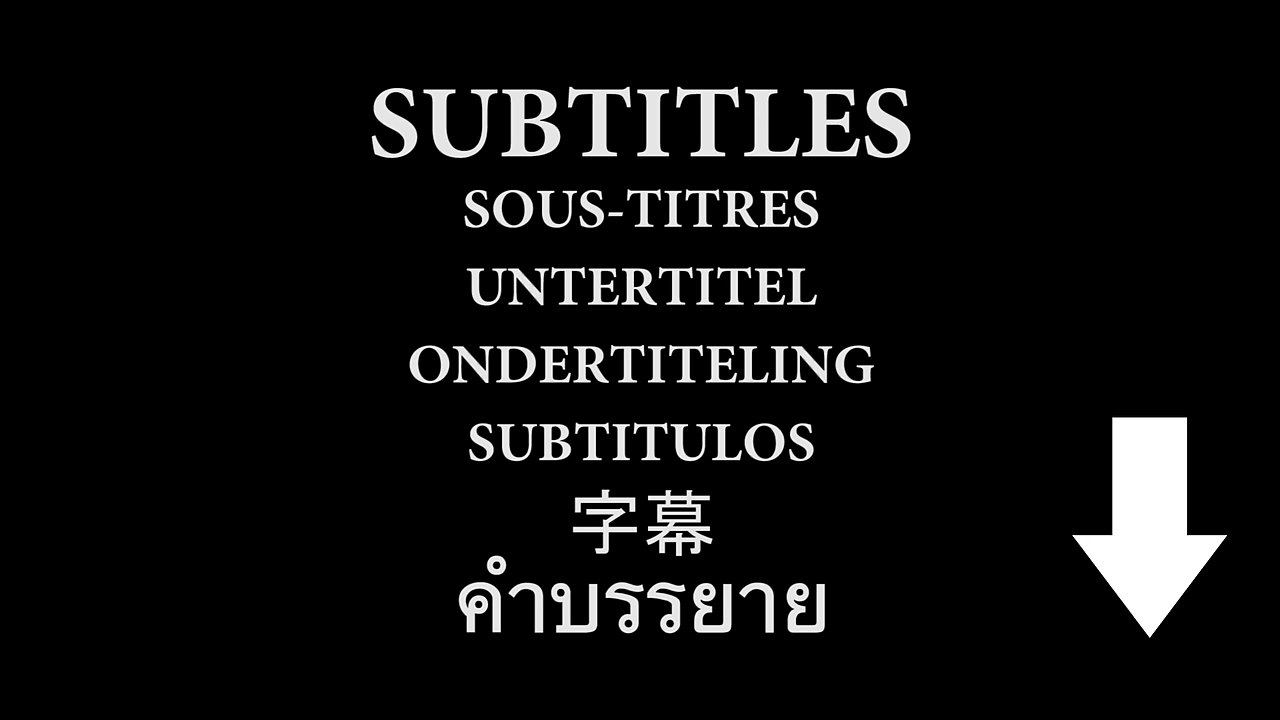 SUBTITLES
SOUS-TITRES
UNTERTITEL
ONDERTITELING
SUBTITULOS
字幕
คำบรรยาย